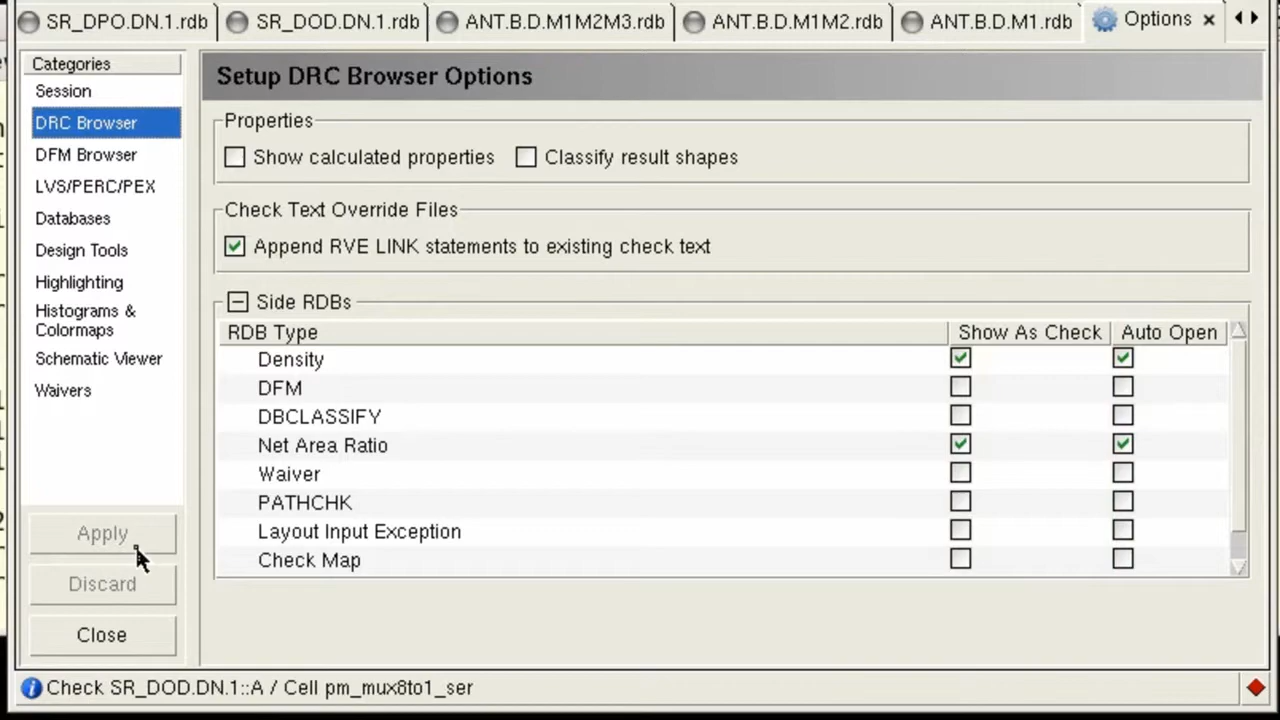 SR_DPO.DN.1.rdb SR_DOD.DN.1.rdb ANT.B.D.M1M2M3.rdb ANT.B.D.M1M2.rdb ANT.B.D.M1.rdb Options
Categories
Session
DRC Browser
DFM Browser
LVS/PERC/PEX
Databases
Design Tools
Highlighting
Histograms &
Colormaps
Schematic Viewer
Waivers
Apply
Discard
Close
Setup DRC Browser Options
Properties
Show calculated properties Classify result shapes
Check Text Override Files
Append RVE LINK statements to existing check text
Side RDBs
RDB Type Show As Check Auto Open
Density
DFM
DBCLASSIFY
Net Area Ratio
Waiver
PATHCHK
Layout Input Exception
Check Map
Check SR_DOD.DN.1::A / Cell pm_mux8to1_ser